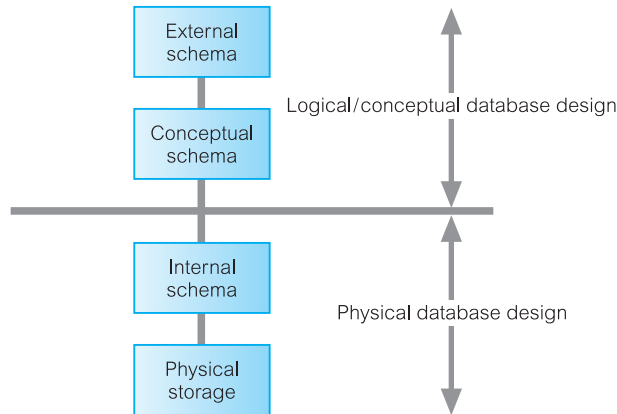 External
schema
Logical/conceptual database design
Conceptual
schema
Internal
schema
Physical database design
Physical
storage